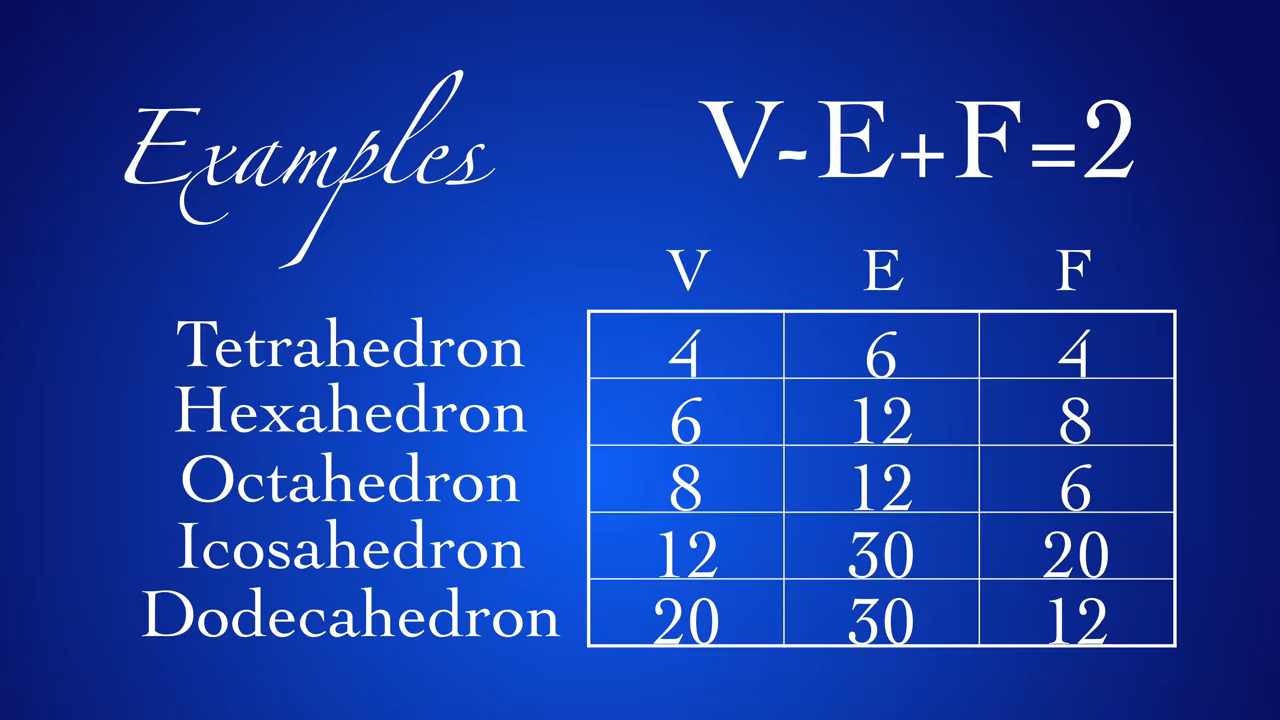 Examples
V-E+F=2
V E F
Tetrahedron 4 6 4
Hexahedron 6 12 8
Octahedron 8 12 6
Icosahedron 12 30 20
Dodecahedron 20 30 12